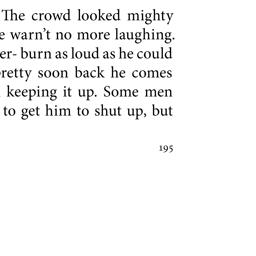 The crowd looked mighty
warn't no more laughing.
er- burn as loud as he could
pretty soon back he comes
keeping it up. Some men
to get him to shut up, but
195